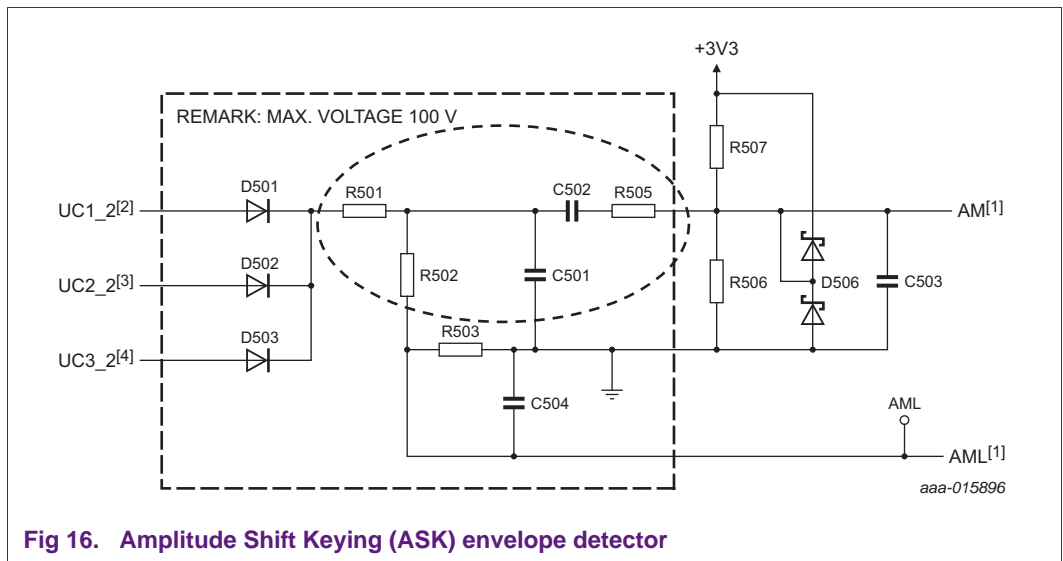 +3V3
REMARK: MAX. VOLTAGE 100 V
R507
D501
R501
C502
R505
UC1_2[2]
AM[1]
D502
R502
C501
R506
D506
C503
UC2_2[3]
D503
R503
UC3_2[4]
C504
AML
AML[1]
aaa-015896
Fig 16. Amplitude Shift Keying (ASK) envelope detector